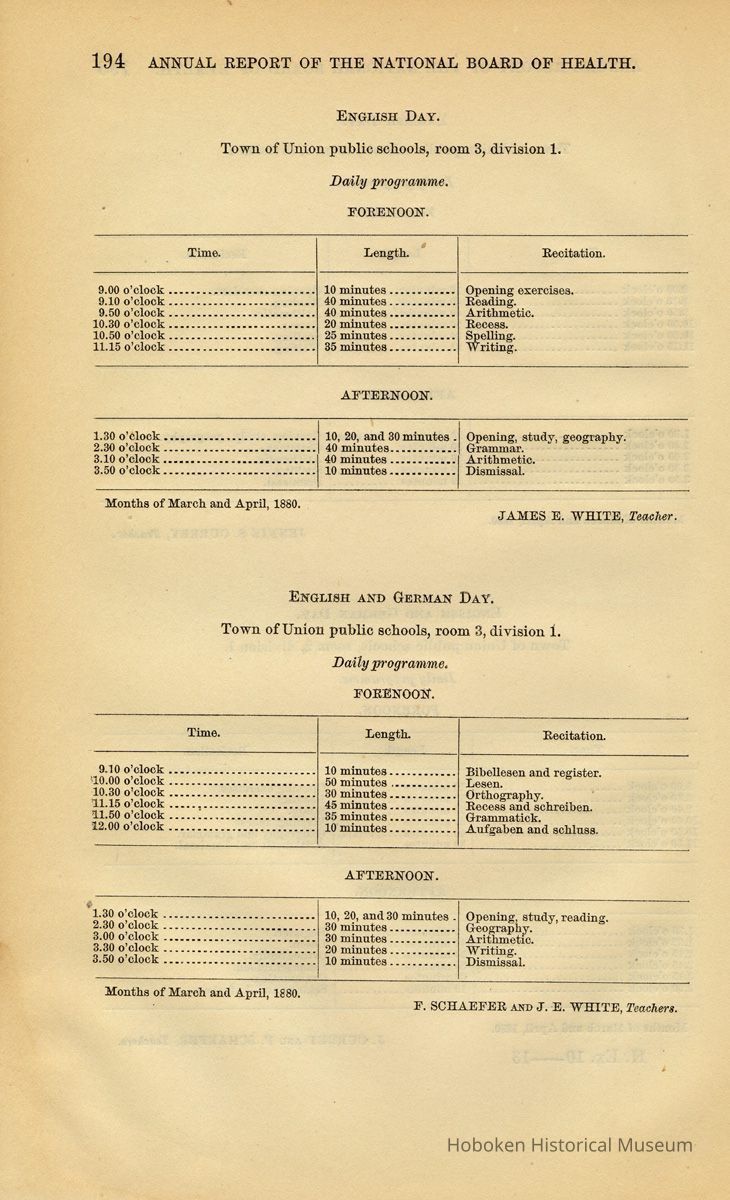 194 ANNUAL REPORT OF THE NATIONAL BOARD OF HEALTH.
ENGLISH DAY.
Town of Union public schools, room 3, division 1.
Daily programme.
FORENOON.
Time. Length. Recitation.
9.00 o'clock 10 minutes Opening exercises.
9.10 o'clock 40 minutes Reading.
9.50 o'clock 40 minutes Arithmetic.
10.30 o'clock 20 minutes Recess.
10.50 o'clock 25 minutes Spelling.
11.15 o'clock 35 minutes Writing.
AFTERNOON.
1.30 o'clock 10, 20, and 30 minutes Opening, study, geography.
2.30 o'clock 40 minutes Grammar.
3.10 o'clock 40 minutes Arithmetic.
3.50 o'clock 10 minutes Dismissal.
Months of March and April, 1880.
JAMES E. WHITE, Teacher.
ENGLISH AND GERMAN DAY.
Town of Union public schools, room 3, division 1.
Daily programme.
FORENOON.
Time. Length. Recitation.
9.10 o'clock 10 minutes Bibellesen and register.
10.00 o'clock 50 minutes Lesen.
10.30 o'clock 30 minutes Orthography.
11.15 o'clock 45 minutes Recess and schreiben.
11.50 o'clock 35 minutes Grammatick.
12.00 o'clock 10 minutes Aufgaben and schluss.
AFTERNOON.
1.30 o'clock 10, 20, and 30 minutes Opening, study, reading.
2.30 o'clock 30 minutes Geography.
3.00 o'clock 30 minutes Arithmetic.
3.30 o'clock 20 minutes Writing.
3.50 o'clock 10 minutes Dismissal.
Months of March and April, 1880.
F. SCHAEFER AND J. E. WHITE, Teachers.
Hoboken Historical Museum